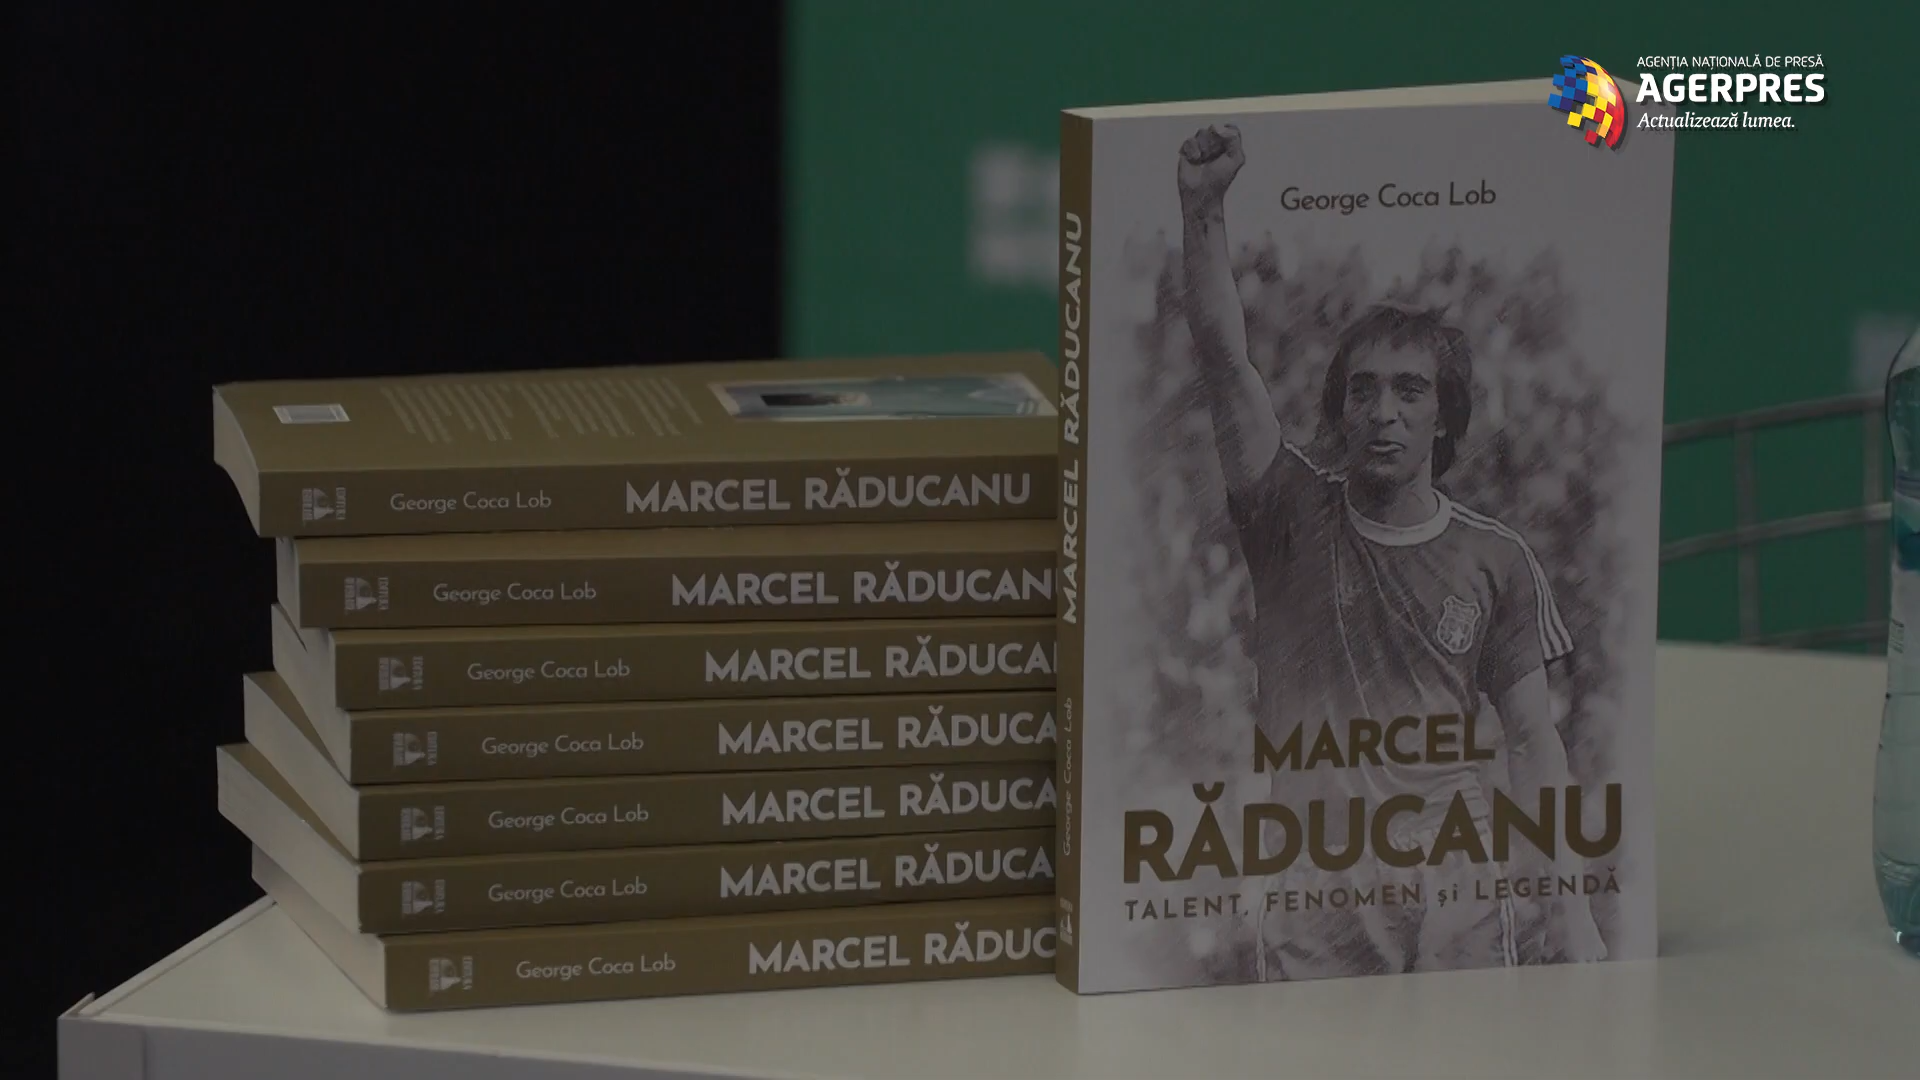 AGENȚIA NAȚIONALĂ DE PRESĂ
AGERPRES
Actualizează lumea.
George Coca Lob
MARCEL
RĂDUCANU
TALENT, FENOMEN și LEGENDĂ
MARCEL RĂDUCANU
George Coca Lob
George Coca Lob MARCEL RĂDUCANU
George Coca Lob MARCEL RĂDUCAN
George Coca Lob MARCEL RĂDUCA
George Coca Lob MARCEL RĂDUCA
George Coca Lob MARCEL RĂDUCA
George Coca Lob MARCEL RĂDUCA
George Coca Lob MARCEL RĂDUC